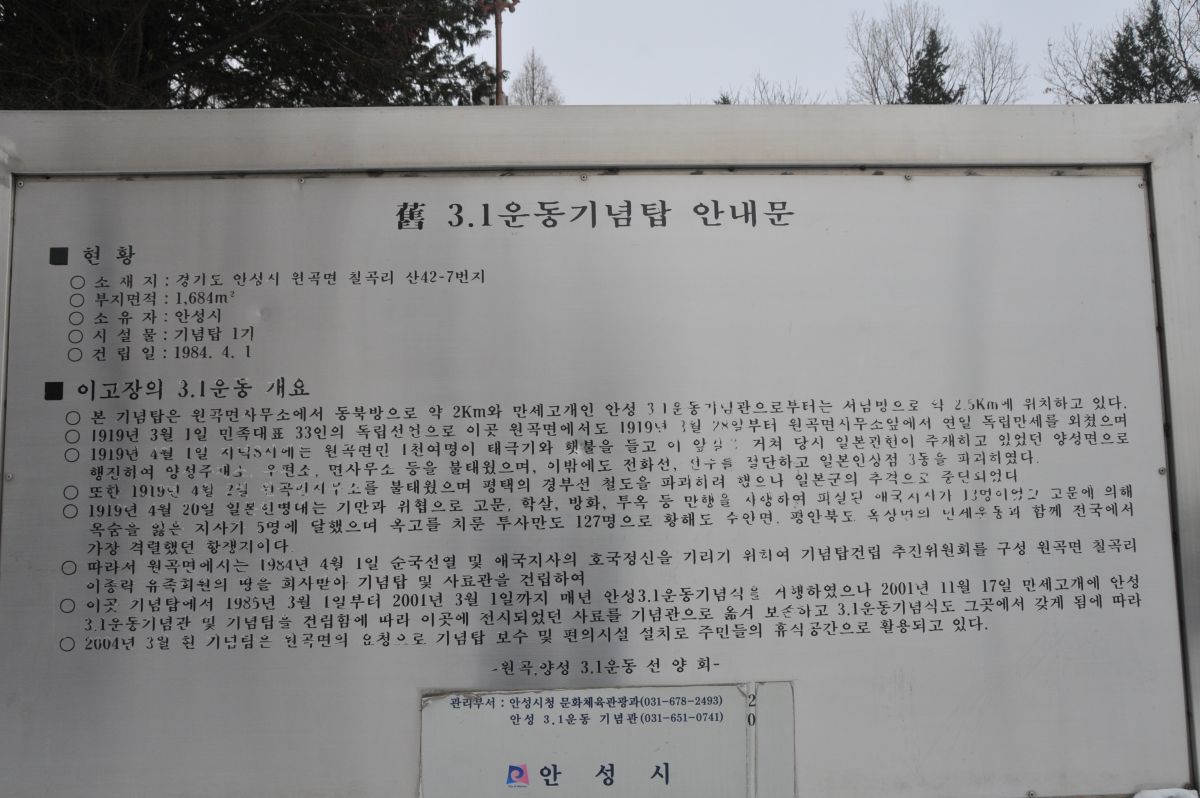 舊 3.1운동기념탑 안내문
■ 현 황
○ 소 재 지 : 경기도 안성시 원곡면 칠곡리 산42-7번지
○ 부지면적 : 1,684m²
○ 소 유 자 : 안성시
○ 시 설 물 : 기념탑 1기
○ 건 립 일 : 1984. 4. 1
■ 이고장의 3.1운동 개요
○ 본 기념탑은 원곡면사무소에서 동북방으로 약 2Km와 만세고개인 안성 3.1운동기념관으로부터는 서남방으로 약 2.5Km에 위치하고 있다.
○ 1919년 3월 1일 민족대표 33인의 독립선언으로 이곳 원곡면에서도 1919년 3월 28일부터 원곡면사무소앞에서 연일 독립만세를 외쳤으며
○ 1919년 4월 1일 저녁8시에는 원곡면민 1천여명이 태극기와 횃불을 들고 이 앞 거쳐 당시 일본관헌이 주재하고 있었던 양성면으로
행진하여 양성주재소, 우편소, 면사무소 등을 불태웠으며, 이밖에도 전화선, 전주를 절단하고 일본인상점 3동을 파괴하였다.
○ 또한 1919년 4월 2일 원곡면사무소를 불태웠으며 평택의 경부선 철도를 파괴하려 했으나 일본군의 추격으로 중단되었다
○ 1919년 4월 20일 일본헌병대는 기만과 위협으로 고문, 학살, 방화, 투옥 등 만행을 자행하여 피살된 애국지사가 13명이었고 고문에 의해
목숨을 잃은 지사가 5명에 달했으며 옥고를 치룬 투사만도 127명으로 황해도 수안면, 평안북도 옥상면의 만세운동과 함께 전국에서
가장 격렬했던 항쟁지이다.
○ 따라서 원곡면에서는 1984년 4월 1일 순국선열 및 애국지사의 호국정신을 기리기 위하여 기념탑건립 추진위원회를 구성 원곡면 칠곡리
이종락 유족회원의 땅을 희사받아 기념탑 및 사료관을 건립하여
○ 이곳 기념탑에서 1985년 3월 1일부터 2001년 3월 1일까지 매년 안성3.1운동기념식을 거행하였으나 2001년 11월 17일 만세고개에 안성
3.1운동기념관 및 기념탑을 건립함에 따라 이곳에 전시되었던 사료를 기념관으로 옮겨 보존하고 3.1운동기념식도 그곳에서 갖게 됨에 따라
○ 2004년 3월 현 기념탑은 원곡면의 요청으로 기념탑 보수 및 편의시설 설치로 주민들의 휴식공간으로 활용되고 있다.
-원곡,양성 3.1운동 선양회-
관리부서 : 안성시청 문화체육관광과(031-678-2493)
안성 3.1운동 기념관(031-651-0741)
2
0
안 성 시